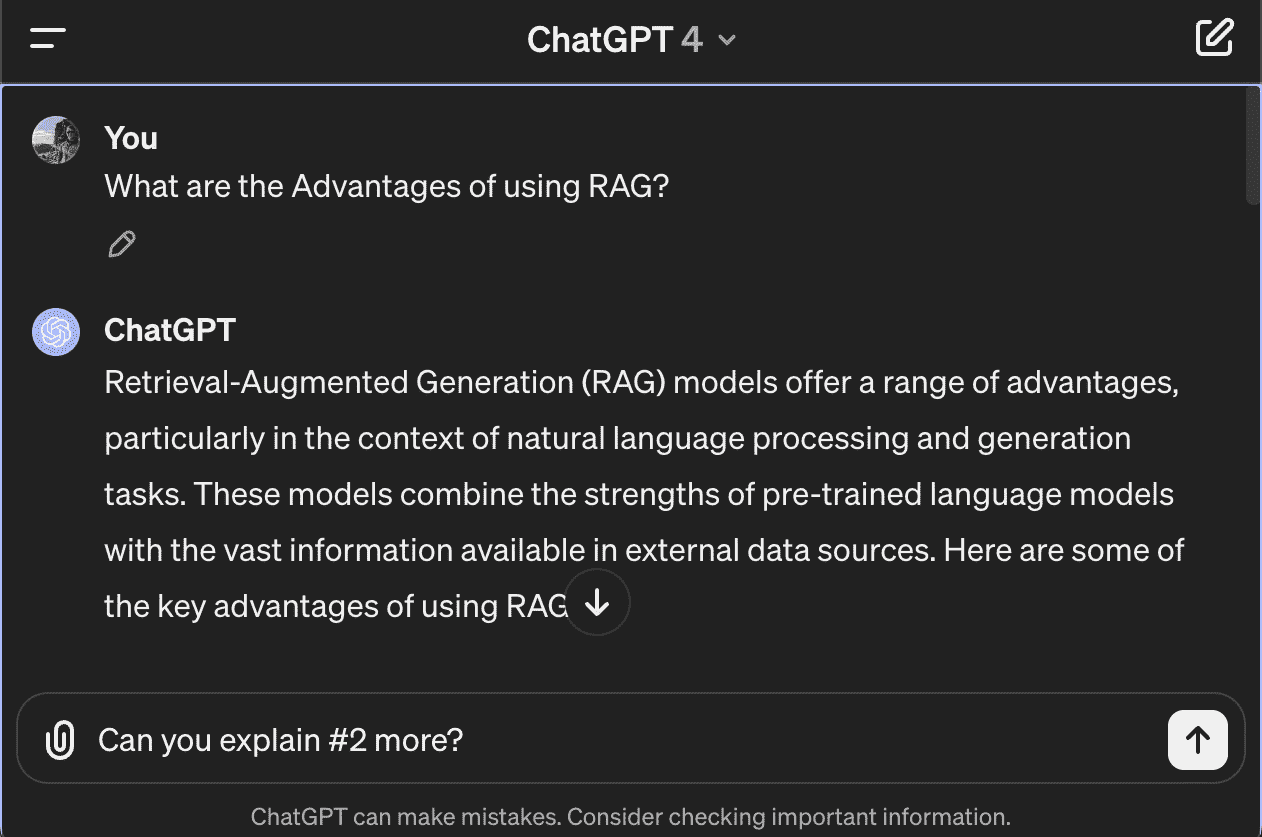 ChatGPT 4
You
What are the Advantages of using RAG?
ChatGPT
Retrieval-Augmented Generation (RAG) models offer a range of advantages,
particularly in the context of natural language processing and generation
tasks. These models combine the strengths of pre-trained language models
with the vast information available in external data sources. Here are some of
the key advantages of using RAG
Can you explain #2 more?
ChatGPT can make mistakes. Consider checking important information.